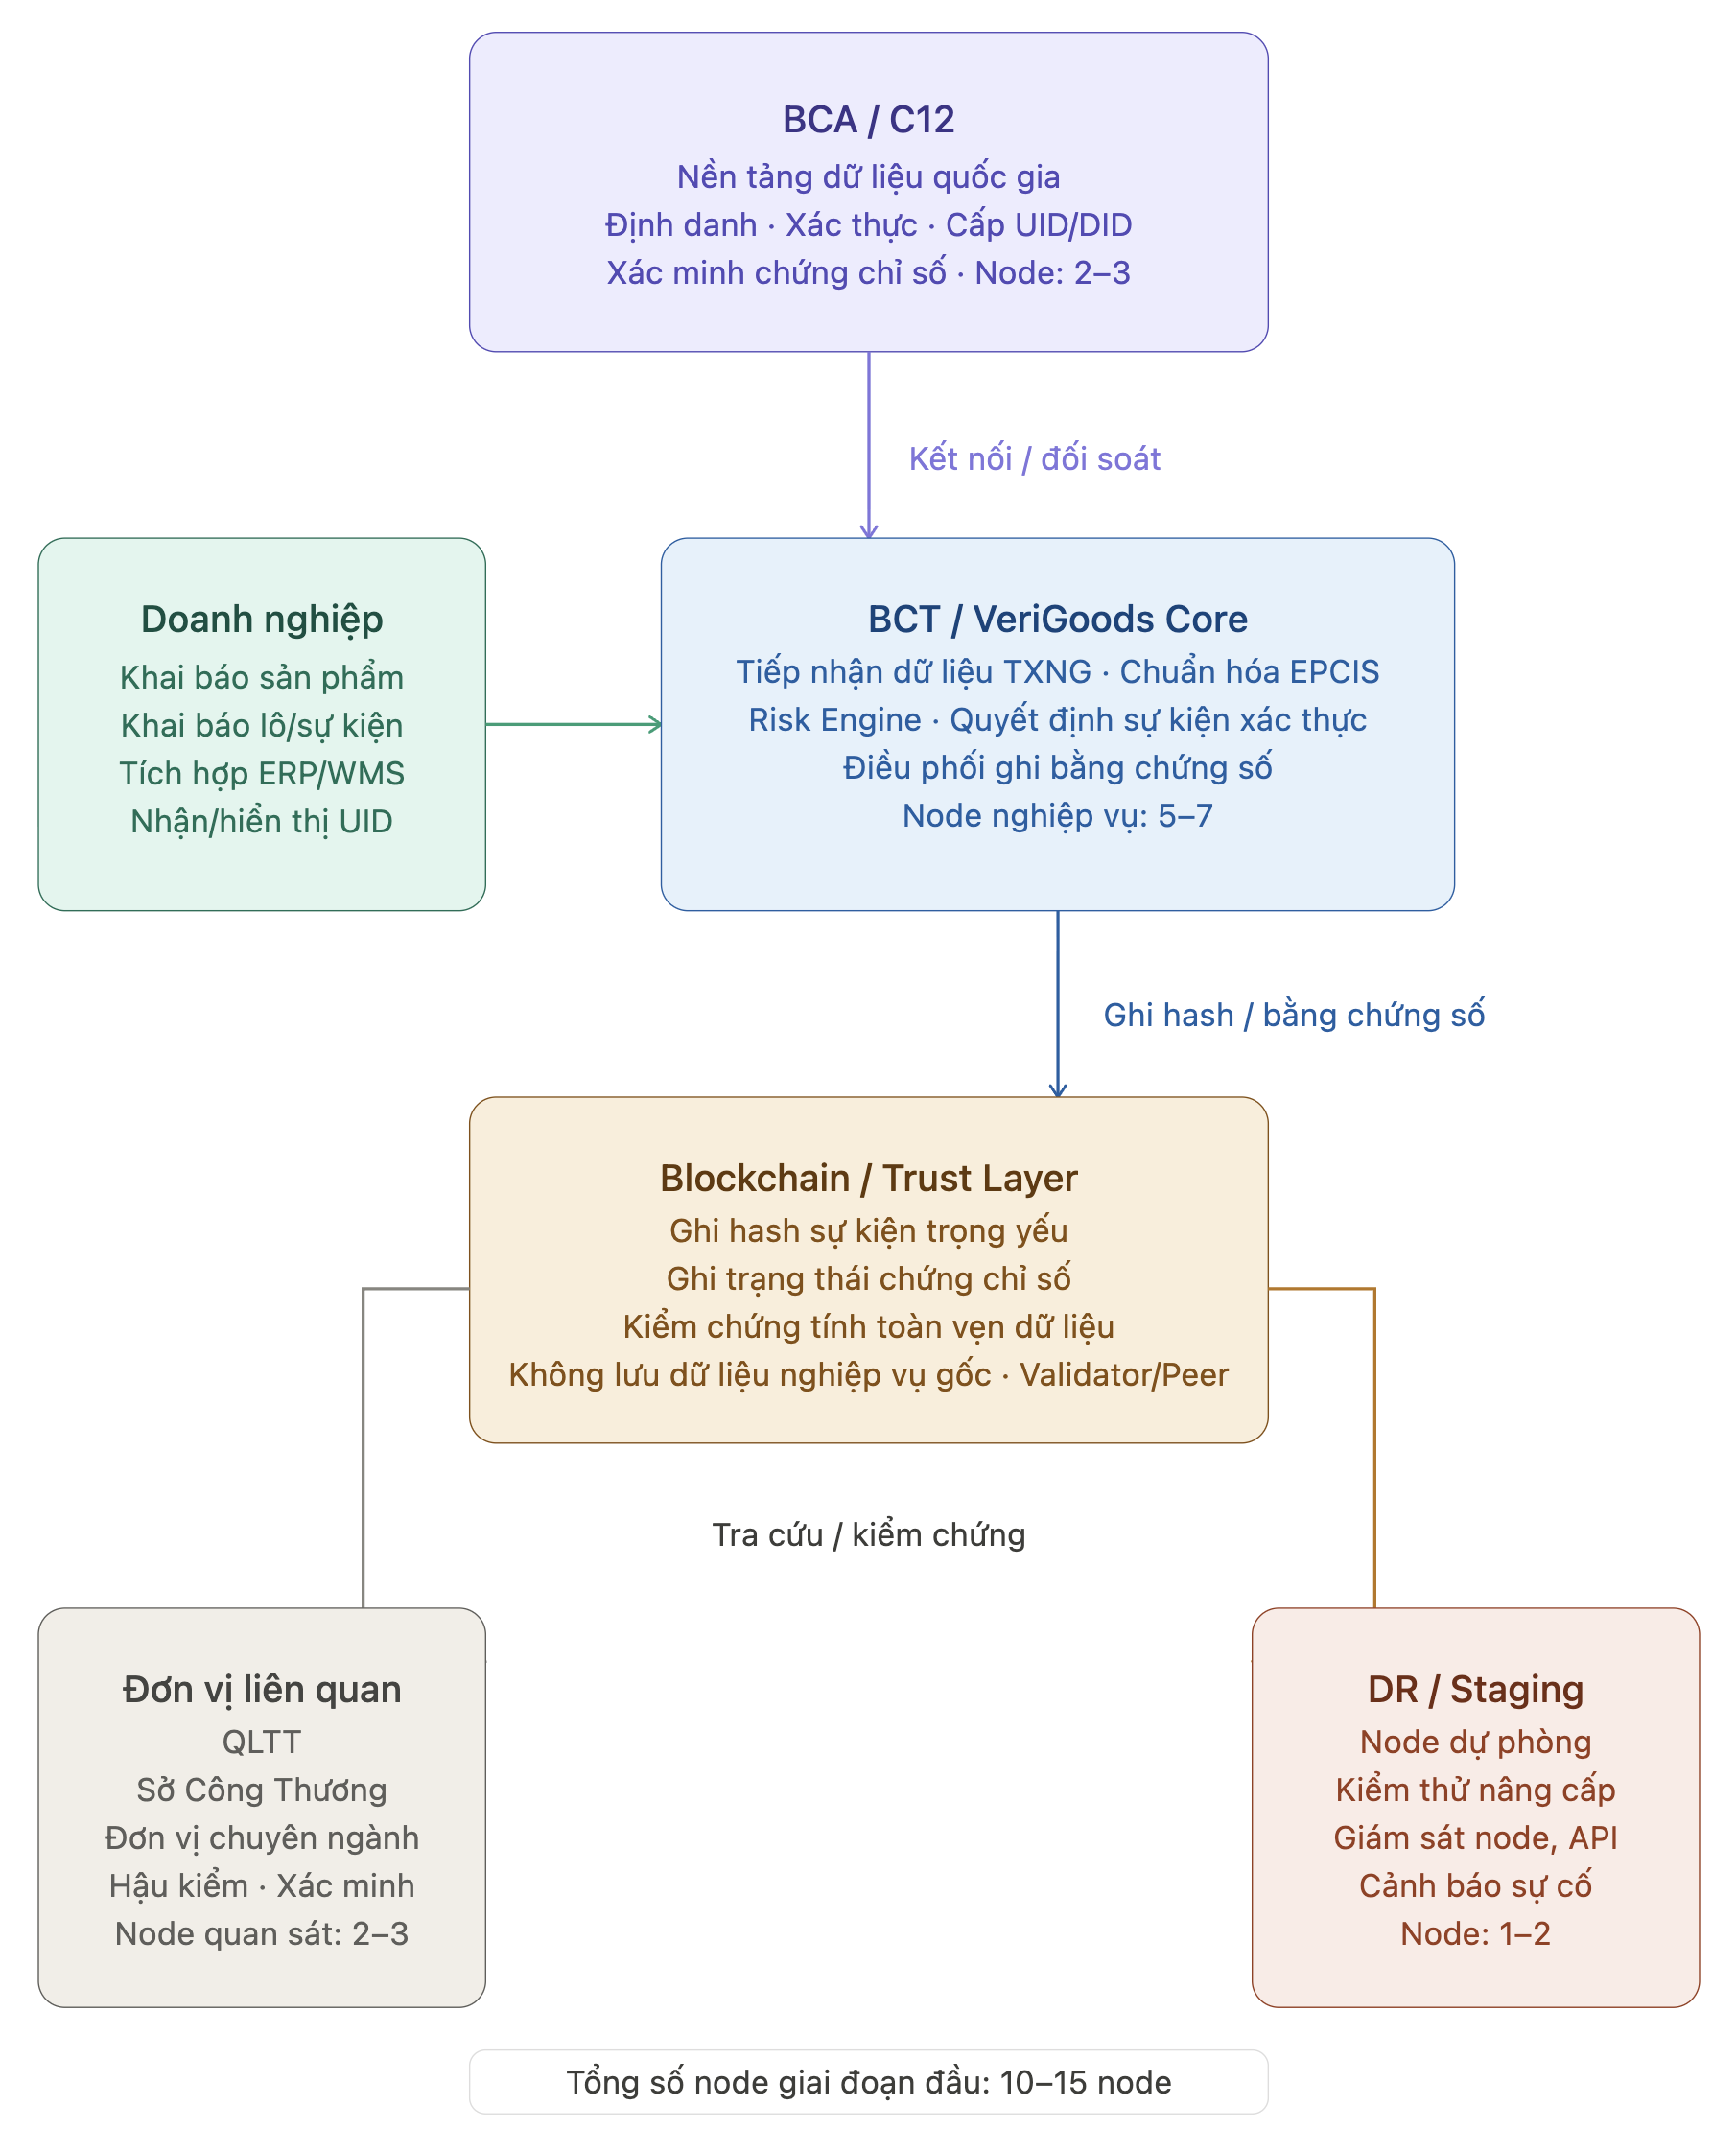 BCA / C12
Nền tảng dữ liệu quốc gia
Định danh · Xác thực · Cấp UID/DID
Xác minh chứng chỉ số · Node: 2–3
Kết nối / đối soát
Doanh nghiệp
Khai báo sản phẩm
Khai báo lô/sự kiện
Tích hợp ERP/WMS
Nhận/hiển thị UID
BCT / VeriGoods Core
Tiếp nhận dữ liệu TXNG · Chuẩn hóa EPCIS
Risk Engine · Quyết định sự kiện xác thực
Điều phối ghi bằng chứng số
Node nghiệp vụ: 5–7
Ghi hash / bằng chứng số
Blockchain / Trust Layer
Ghi hash sự kiện trọng yếu
Ghi trạng thái chứng chỉ số
Kiểm chứng tính toàn vẹn dữ liệu
Không lưu dữ liệu nghiệp vụ gốc · Validator/Peer
Tra cứu / kiểm chứng
Đơn vị liên quan
QLTT
Sở Công Thương
Đơn vị chuyên ngành
Hậu kiểm · Xác minh
Node quan sát: 2–3
DR / Staging
Node dự phòng
Kiểm thử nâng cấp
Giám sát node, API
Cảnh báo sự cố
Node: 1–2
Tổng số node giai đoạn đầu: 10–15 node